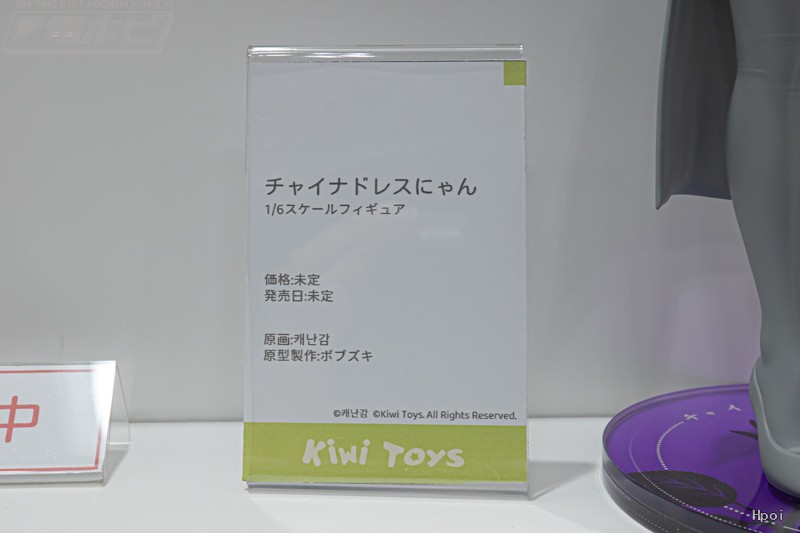 チャイナドレスにゃん
1/6スケールフィギュア
価格:未定
発売日:未定
原画:캐난감
原型製作:ボブズキ
©캐난감 ©Kiwi Toys. All Rights Reserved.
Kiwi Toys
中
Hpoi